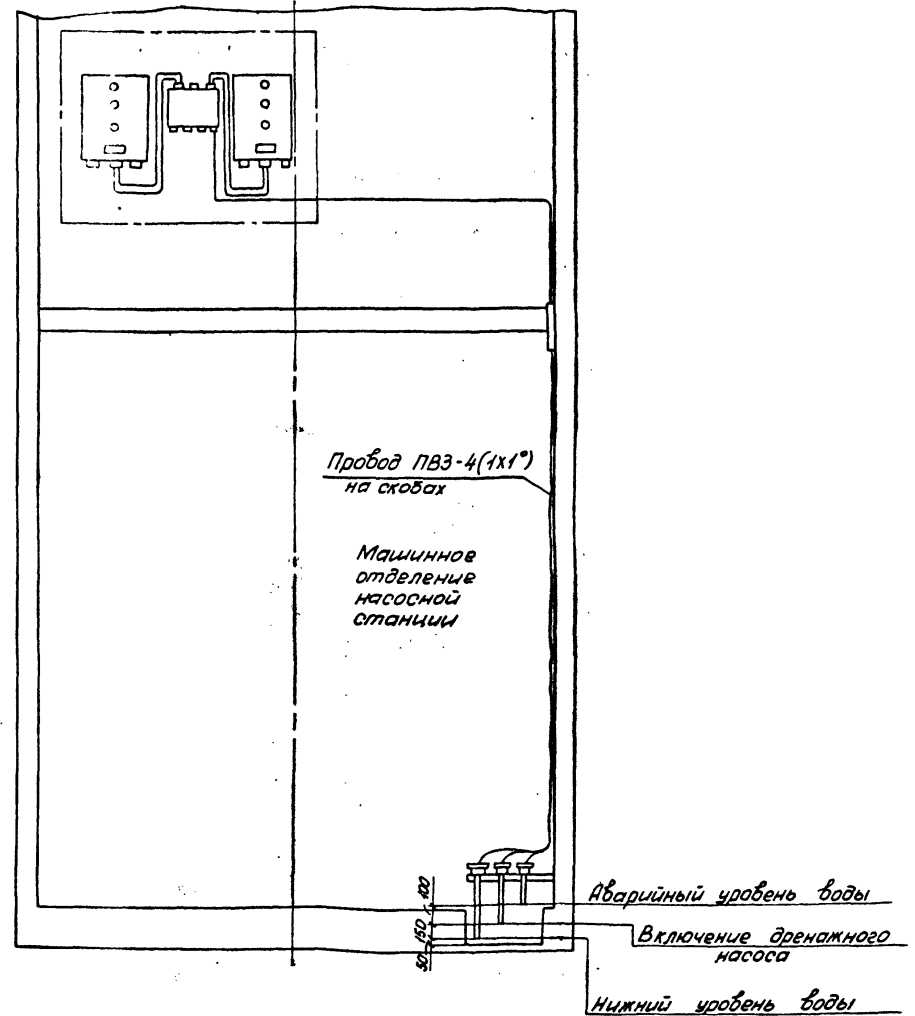 Провод ПВ3-4(1х1°)
на скобах
Машинное
отделение
насосной
станции
100
150
50
Аварийный уровень воды
Включение дренажного
насоса
Нижний уровень воды